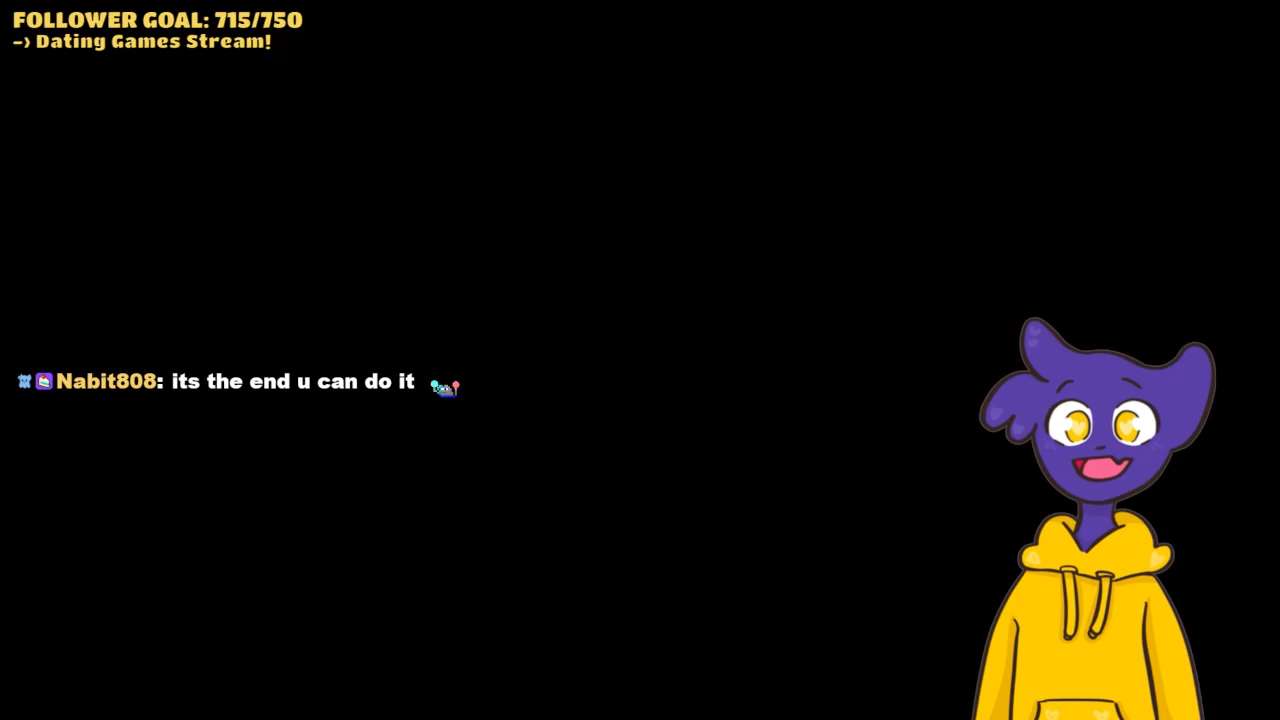 FOLLOWER GOAL: 715/750
-> Dating Games Stream!
Nabit808: its the end u can do it